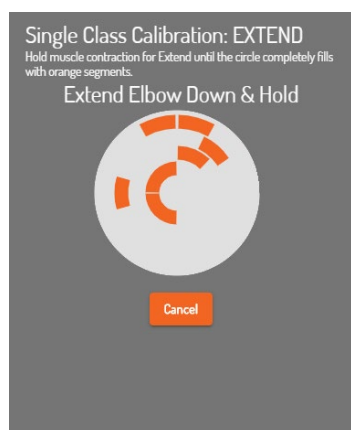 Single Class Calibration: EXTEND
Hold muscle contraction for Extend until the circle completely fills
with orange segments.
Extend Elbow Down & Hold
Cancel